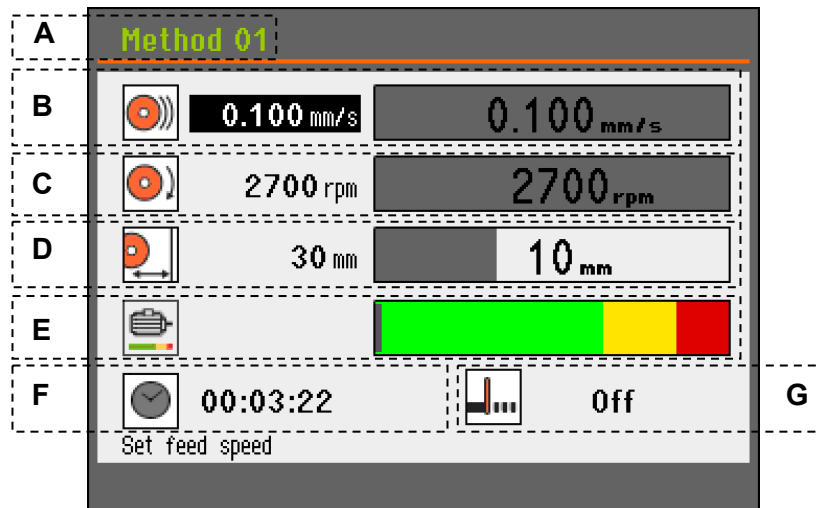 A Method 01
B 0.100 mm/s 0.100 mm/s
C 2700 rpm 2700 rpm
D 30 mm 10 mm
E
F 00:03:22 Off G
Set feed speed